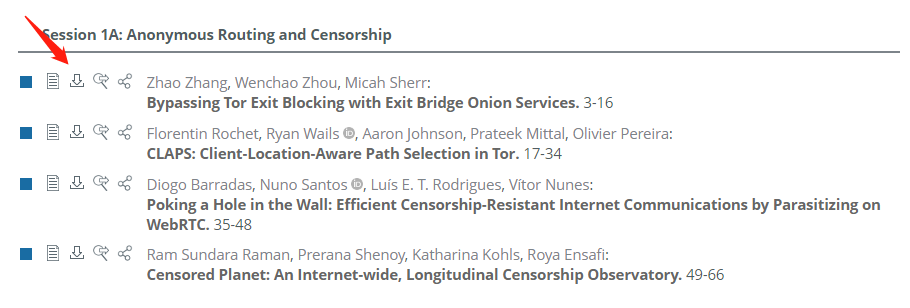 Session 1A: Anonymous Routing and Censorship
Zhao Zhang, Wenchao Zhou, Micah Sherr:
Bypassing Tor Exit Blocking with Exit Bridge Onion Services. 3-16
Florentin Rochet, Ryan Wails iD, Aaron Johnson, Prateek Mittal, Olivier Pereira:
CLAPS: Client-Location-Aware Path Selection in Tor. 17-34
Diogo Barradas, Nuno Santos iD, Luís E. T. Rodrigues, Vítor Nunes:
Poking a Hole in the Wall: Efficient Censorship-Resistant Internet Communications by Parasitizing on
WebRTC. 35-48
Ram Sundara Raman, Prerana Shenoy, Katharina Kohls, Roya Ensafi:
Censored Planet: An Internet-wide, Longitudinal Censorship Observatory. 49-66